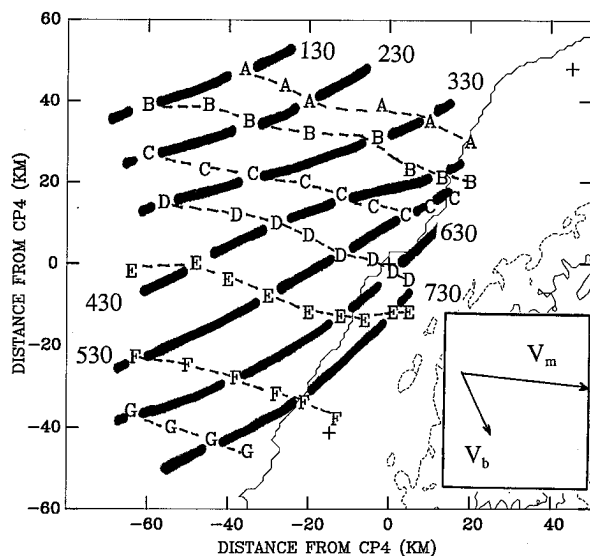 60
40
20
0
-20
-40
60
DISTANCE FROM CP4 (KM)
130
230
330
430
530
630
730
A A A A A A
B B B B B B B B
C C C C C C C C C
D D D D D D D D
E E E E E E E E E
F F F F F F
G G G G
V_m
V_b
-60 -40 -20 0 20 40
DISTANCE FROM CP4 (KM)